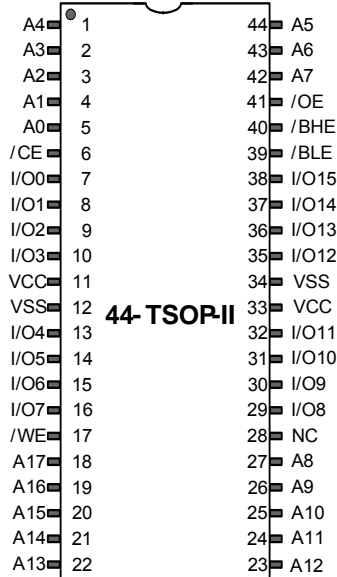 A4 1 44 A5
A3 2 43 A6
A2 3 42 A7
A1 4 41 /OE
A0 5 40 /BHE
/CE 6 39 /BLE
I/O0 7 38 I/O15
I/O1 8 37 I/O14
I/O2 9 36 I/O13
I/O3 10 35 I/O12
VCC 11 34 VSS
VSS 12 44-TSOP-II 33 VCC
I/O4 13 32 I/O11
I/O5 14 31 I/O10
I/O6 15 30 I/O9
I/O7 16 29 I/O8
/WE 17 28 NC
A17 18 27 A8
A16 19 26 A9
A15 20 25 A10
A14 21 24 A11
A13 22 23 A12